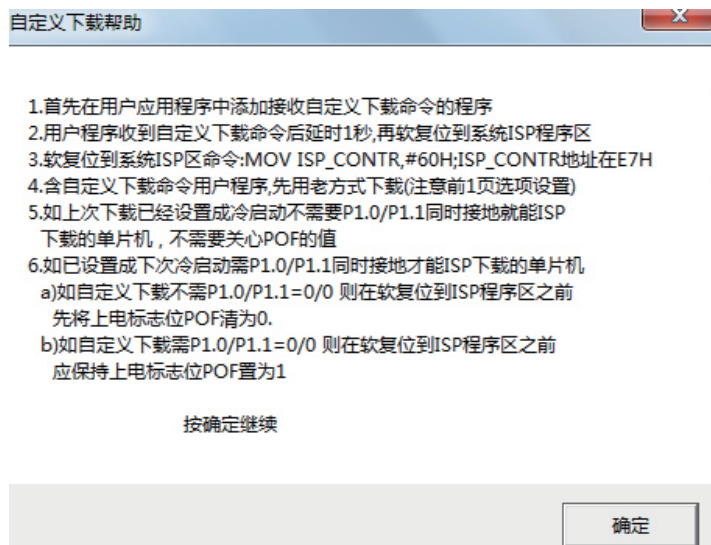 自定义下载帮助
X
1.首先在用户应用程序中添加接收自定义下载命令的程序
2.用户程序收到自定义下载命令后延时1秒,再软复位到系统ISP程序区
3.软复位到系统ISP区命令:MOV ISP_CONTR,#60H;ISP_CONTR地址在E7H
4.含自定义下载命令用户程序,先用老方式下载(注意前1页选项设置)
5.如上次下载已经设置成冷启动不需要P1.0/P1.1同时接地就能ISP
下载的单片机，不需要关心POF的值
6.如已设置成下次冷启动需P1.0/P1.1同时接地才能ISP下载的单片机
a)如自定义下载不需P1.0/P1.1=0/0 则在软复位到ISP程序区之前
先将上电标志位POF清为0.
b)如自定义下载需P1.0/P1.1=0/0 则在软复位到ISP程序区之前
应保持上电标志位POF置为1
按确定继续
确定